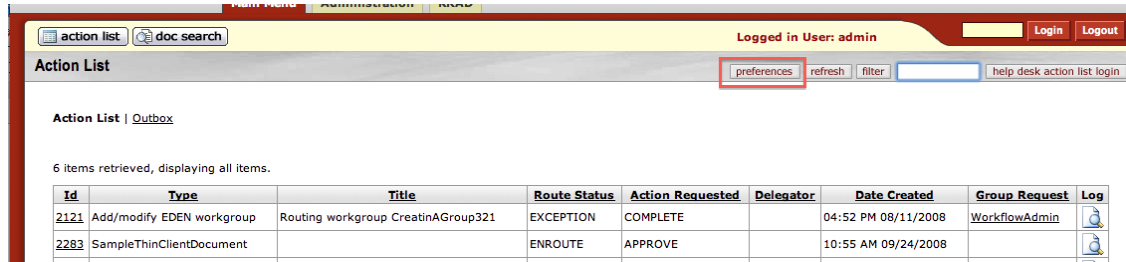 Main Menu Administration KRAD
action list doc search Logged in User: admin Login Logout
Action List preferences refresh filter help desk action list login
Action List | Outbox
6 items retrieved, displaying all items.
Id Type Title Route Status Action Requested Delegator Date Created Group Request Log
2121 Add/modify EDEN workgroup Routing workgroup CreatinAGroup321 EXCEPTION COMPLETE 04:52 PM 08/11/2008 WorkflowAdmin
2283 SampleThinClientDocument ENROUTE APPROVE 10:55 AM 09/24/2008